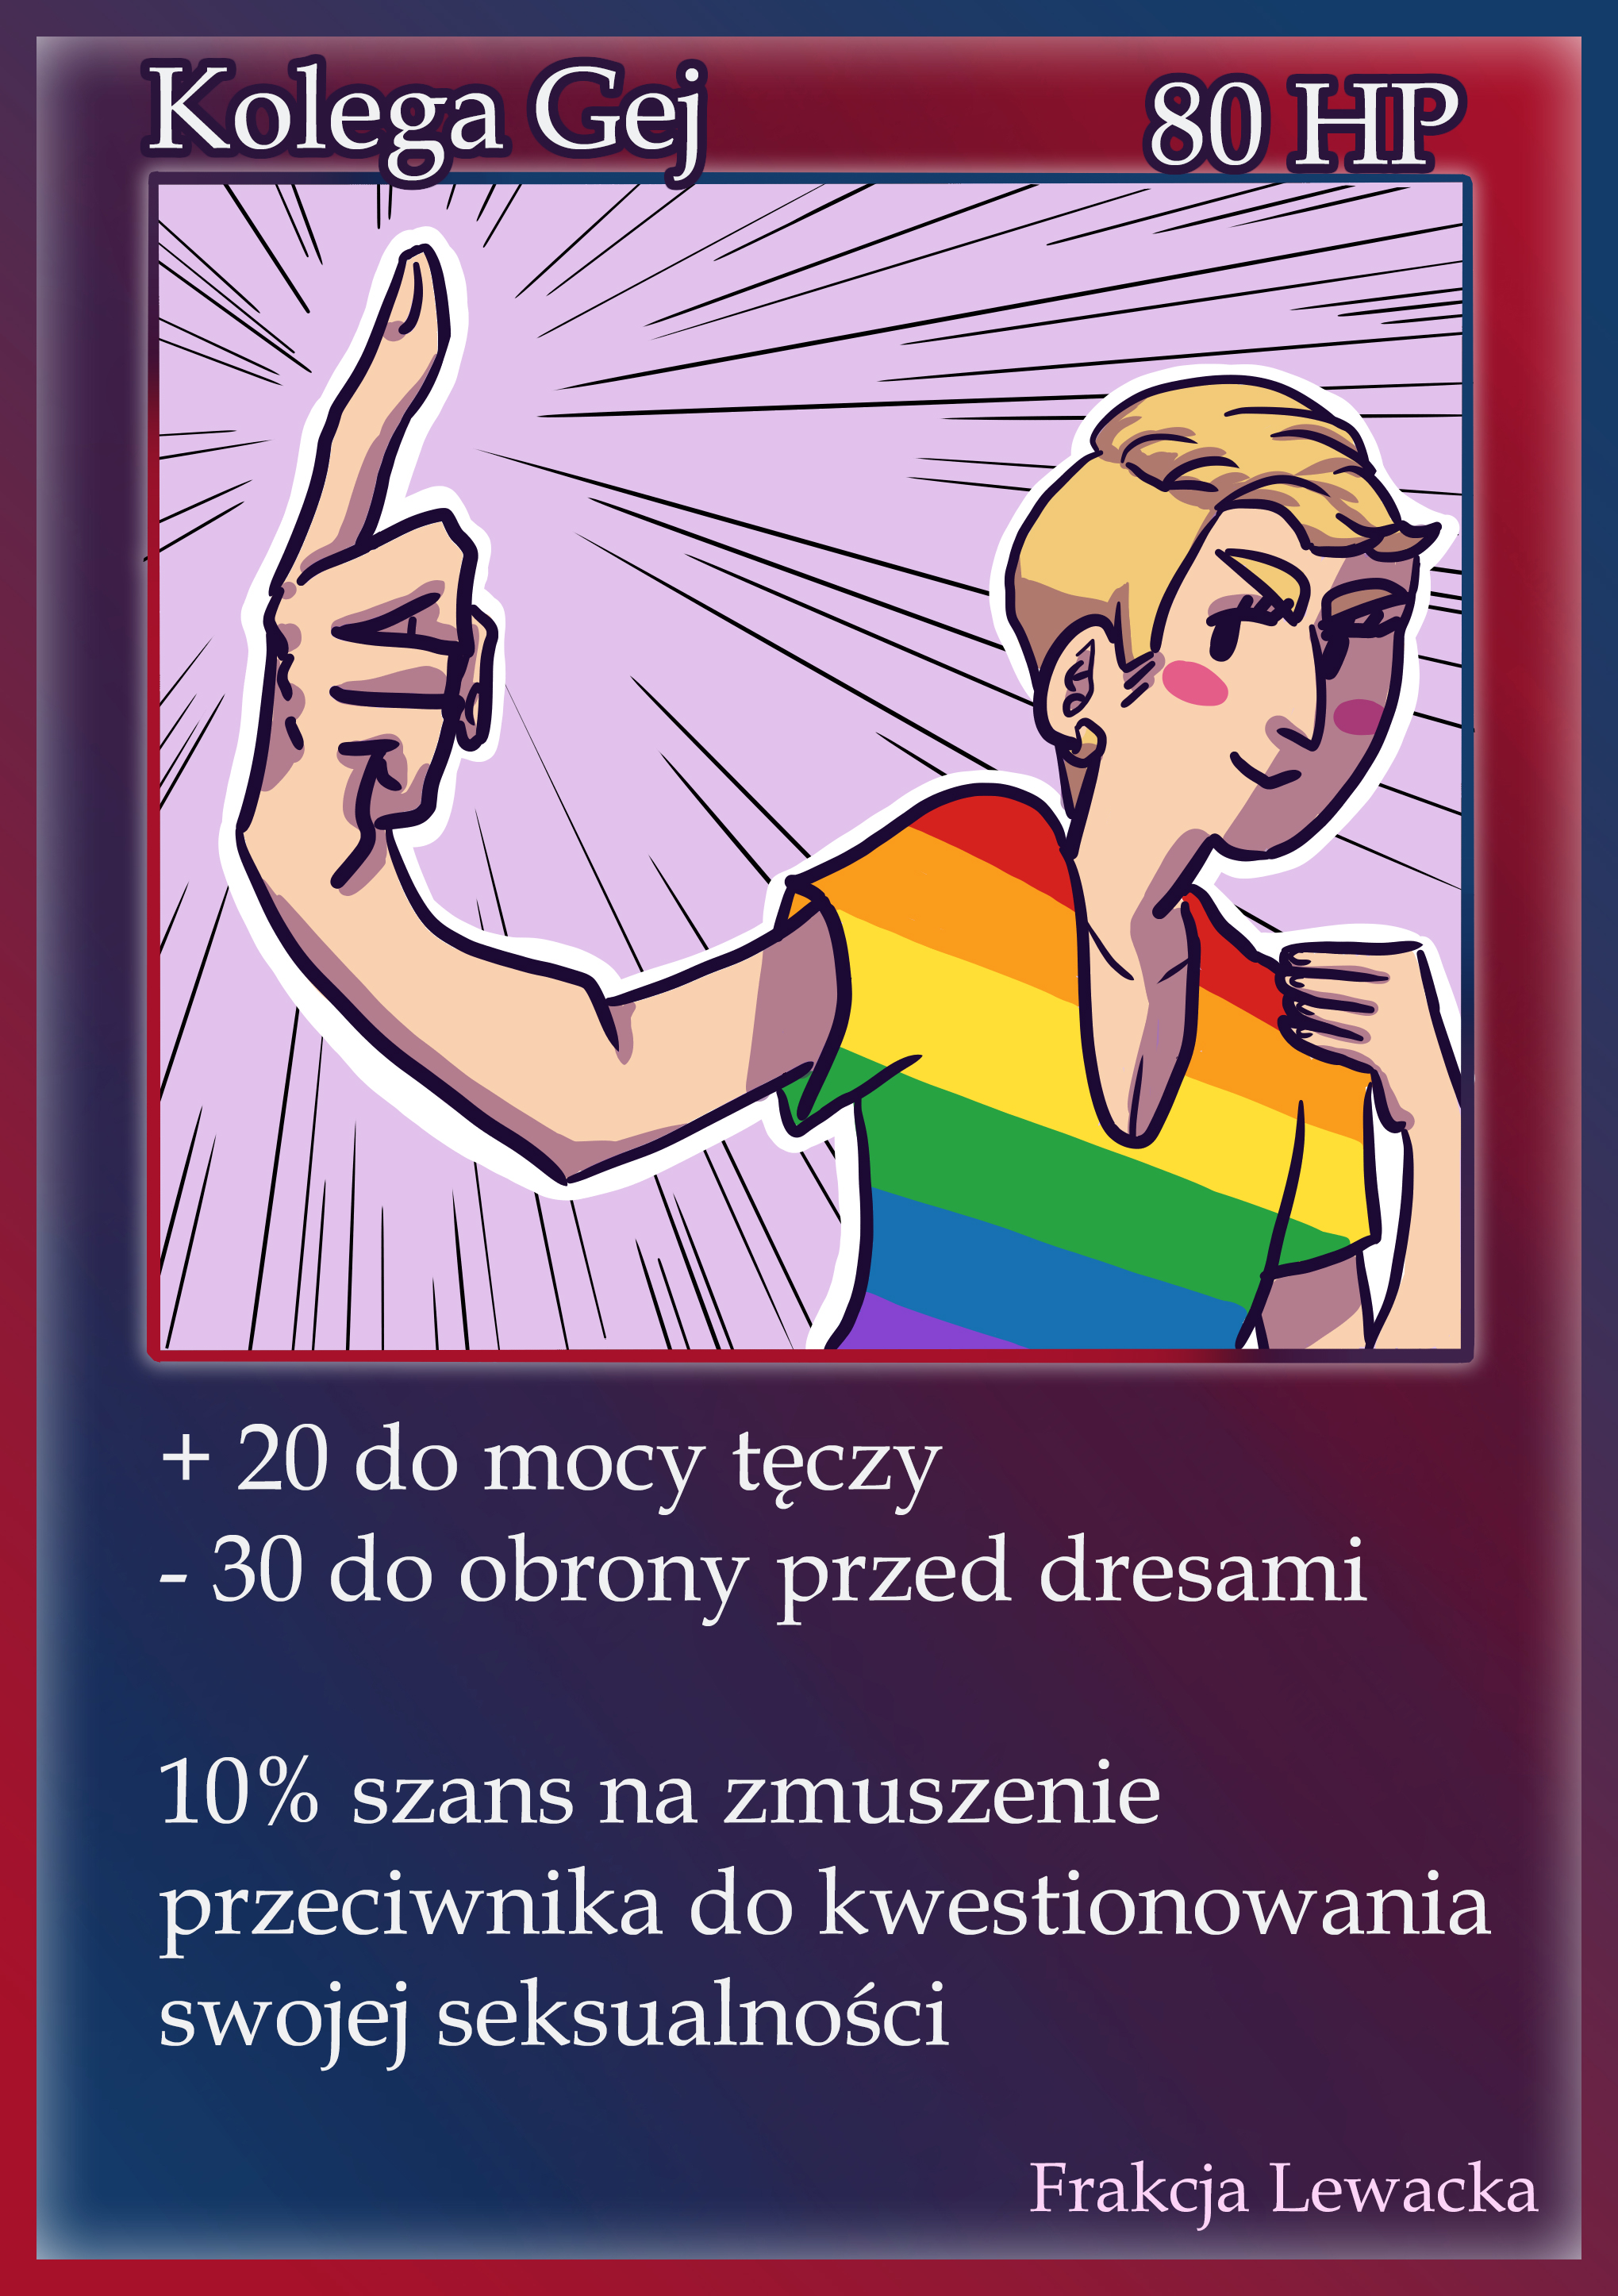 Kolega Gej
80 HP
+ 20 do mocy tęczy
- 30 do obrony przed dresami
10% szans na zmuszenie
przeciwnika do kwestionowania
swojej seksualności
Frakcja Lewacka